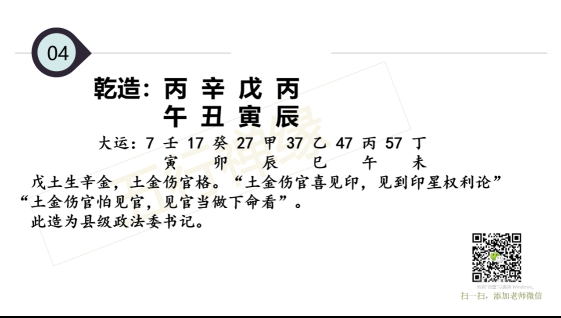 04
乾造：丙 辛 戊 丙
午 丑 寅 辰
大运：7 壬 17 癸 27 甲 37 乙 47 丙 57 丁
寅 卯 辰 巳 午 未
戊土生辛金，土金伤官格。“土金伤官喜见印，见到印星权利论”
“土金伤官怕见官，见官当做下命看”。
此造为县级政法委书记。
扫一扫，添加老师微信